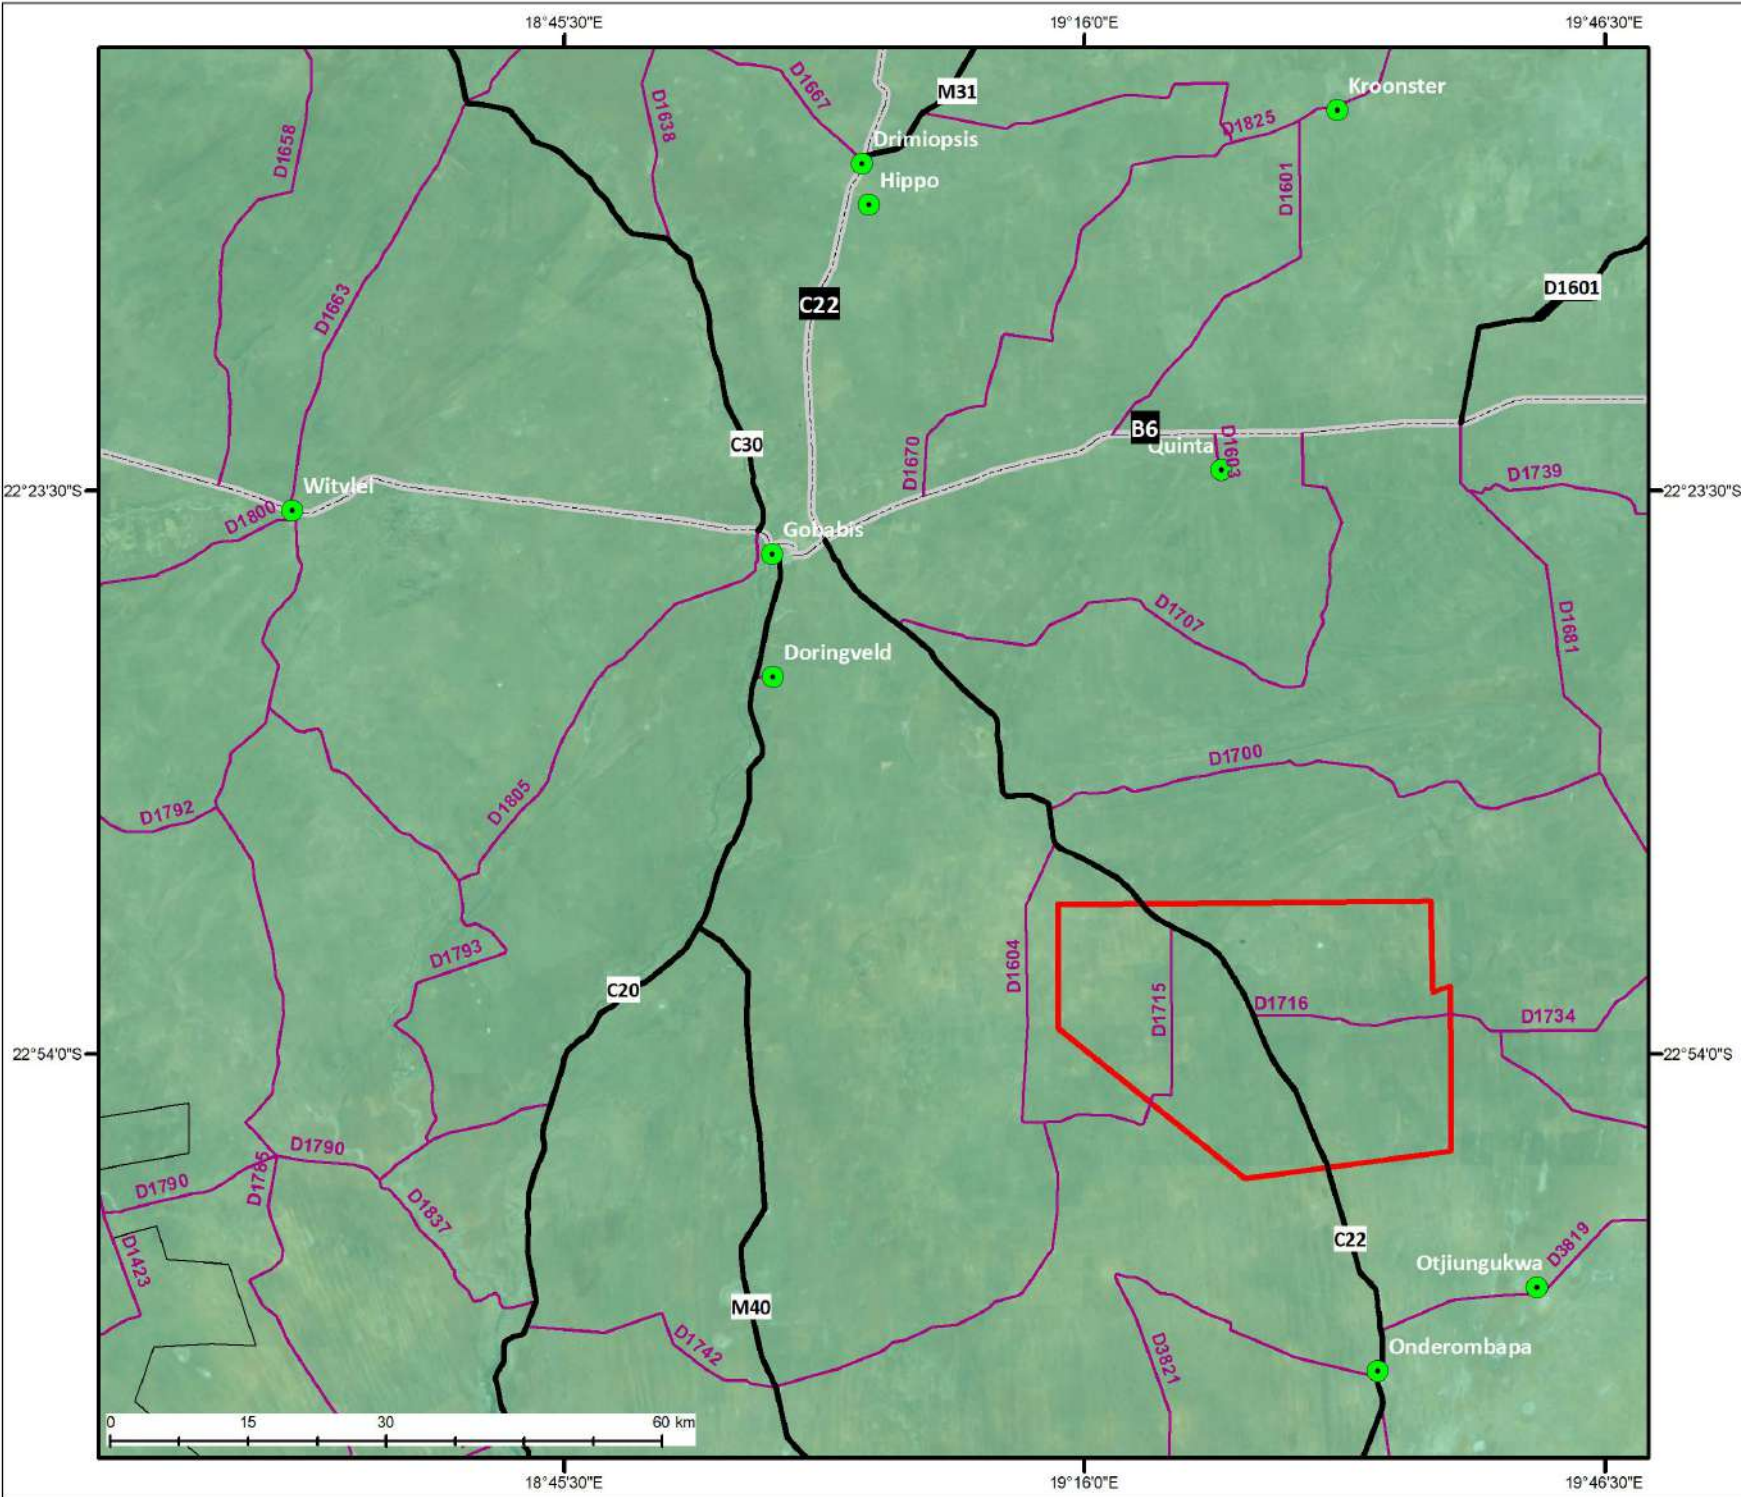 18°45'30"E
19°16'0"E
19°46'30"E
Kroonster
D1667
M31
D1638
D1825
D1658
Drimiopsis
Hippo
D1601
D1663
C22
D1601
C30
B6
Quinta
D1603
D1670
D1739
22°23'30"S
22°23'30"S
Witvlei
D1800
Gobabis
D1707
D1681
Doringveld
D1700
D1805
D1792
D1793
D1604
C20
D1715
D1716
D1734
22°54'0"S
22°54'0"S
D1790
D1785
D1790
D1837
D1423
C22
D3819
Otjiungukwa
M40
D1742
D3821
Onderombapa
0 15 30 60 km
18°45'30"E
19°16'0"E
19°46'30"E